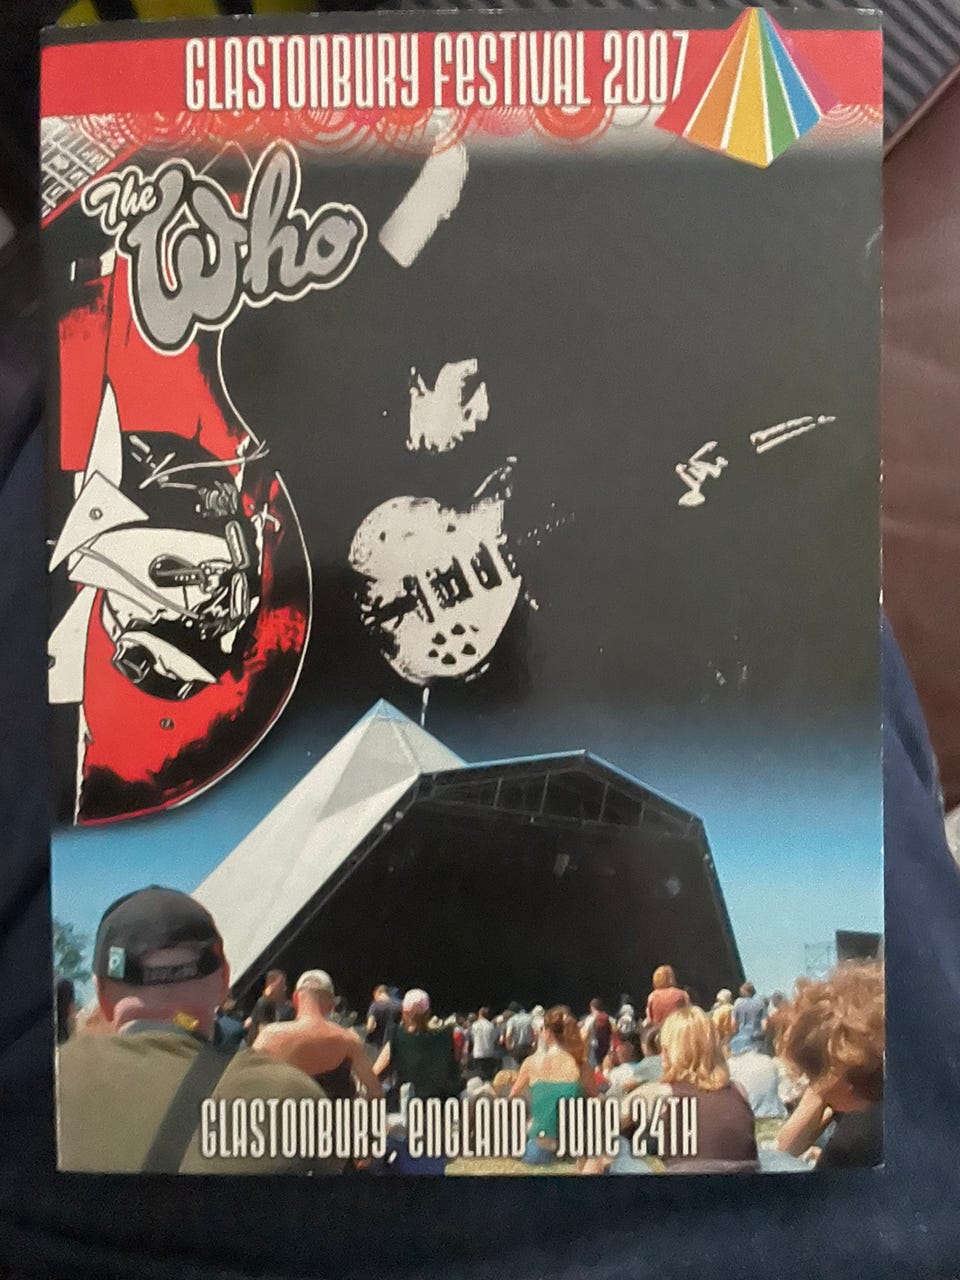 GLASTONBURY FESTIVAL 2007
The Who
GLASTONBURY, ENGLAND · JUNE 24TH